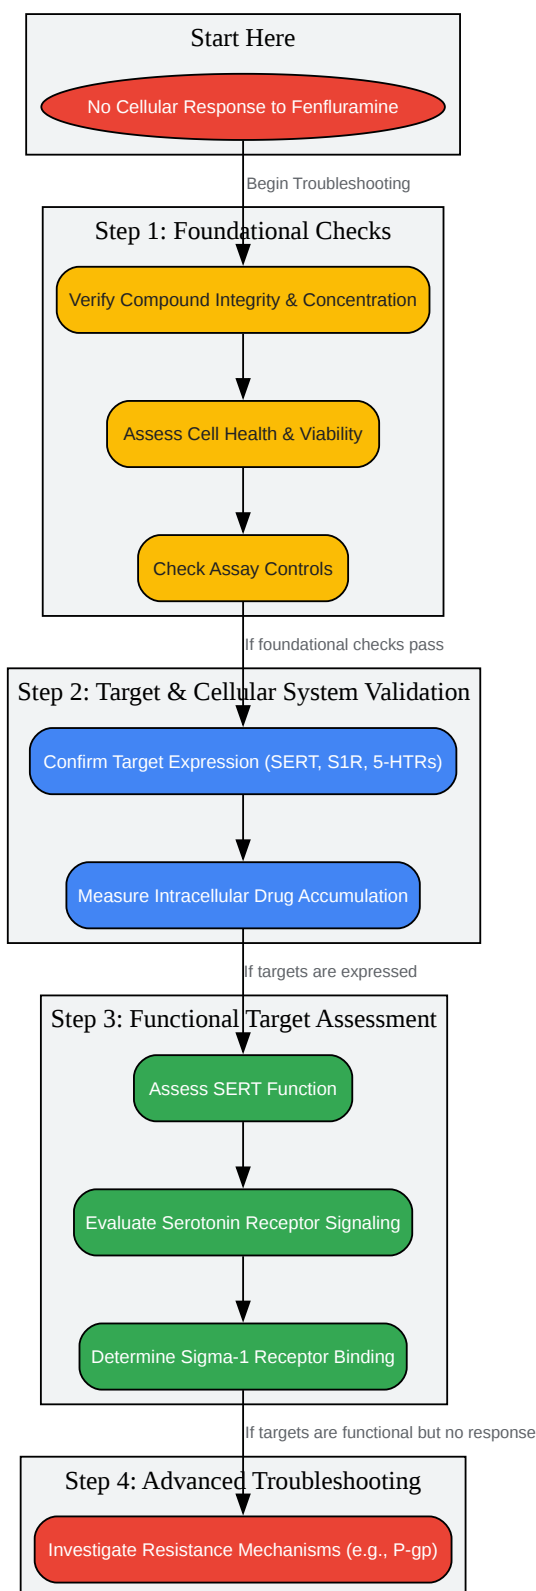 Start Here
No Cellular Response to Fenfluramine
Begin Troubleshooting
Step 1: Foundational Checks
Verify Compound Integrity & Concentration
Assess Cell Health & Viability
Check Assay Controls
If foundational checks pass
Step 2: Target & Cellular System Validation
Confirm Target Expression (SERT, S1R, 5-HTRs)
Measure Intracellular Drug Accumulation
If targets are expressed
Step 3: Functional Target Assessment
Assess SERT Function
Evaluate Serotonin Receptor Signaling
Determine Sigma-1 Receptor Binding
If targets are functional but no response
Step 4: Advanced Troubleshooting
Investigate Resistance Mechanisms (e.g., P-gp)